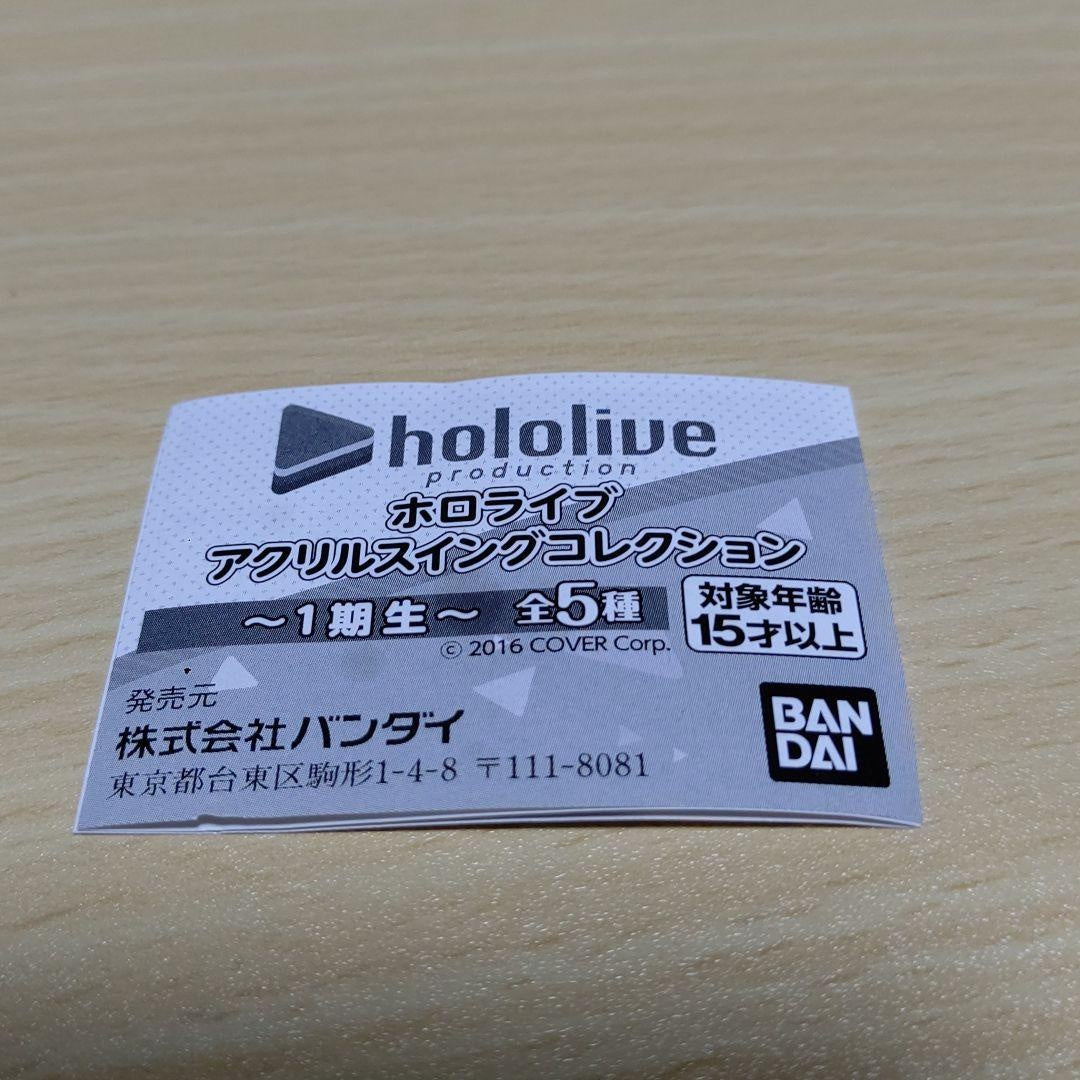 hololive
production
ホロライブ
アクリルスイングコレクション
～1期生～ 全5種
対象年齢
15才以上
© 2016 COVER Corp.
発売元
株式会社バンダイ
東京都台東区駒形1-4-8 〒111-8081
BAN
DAI